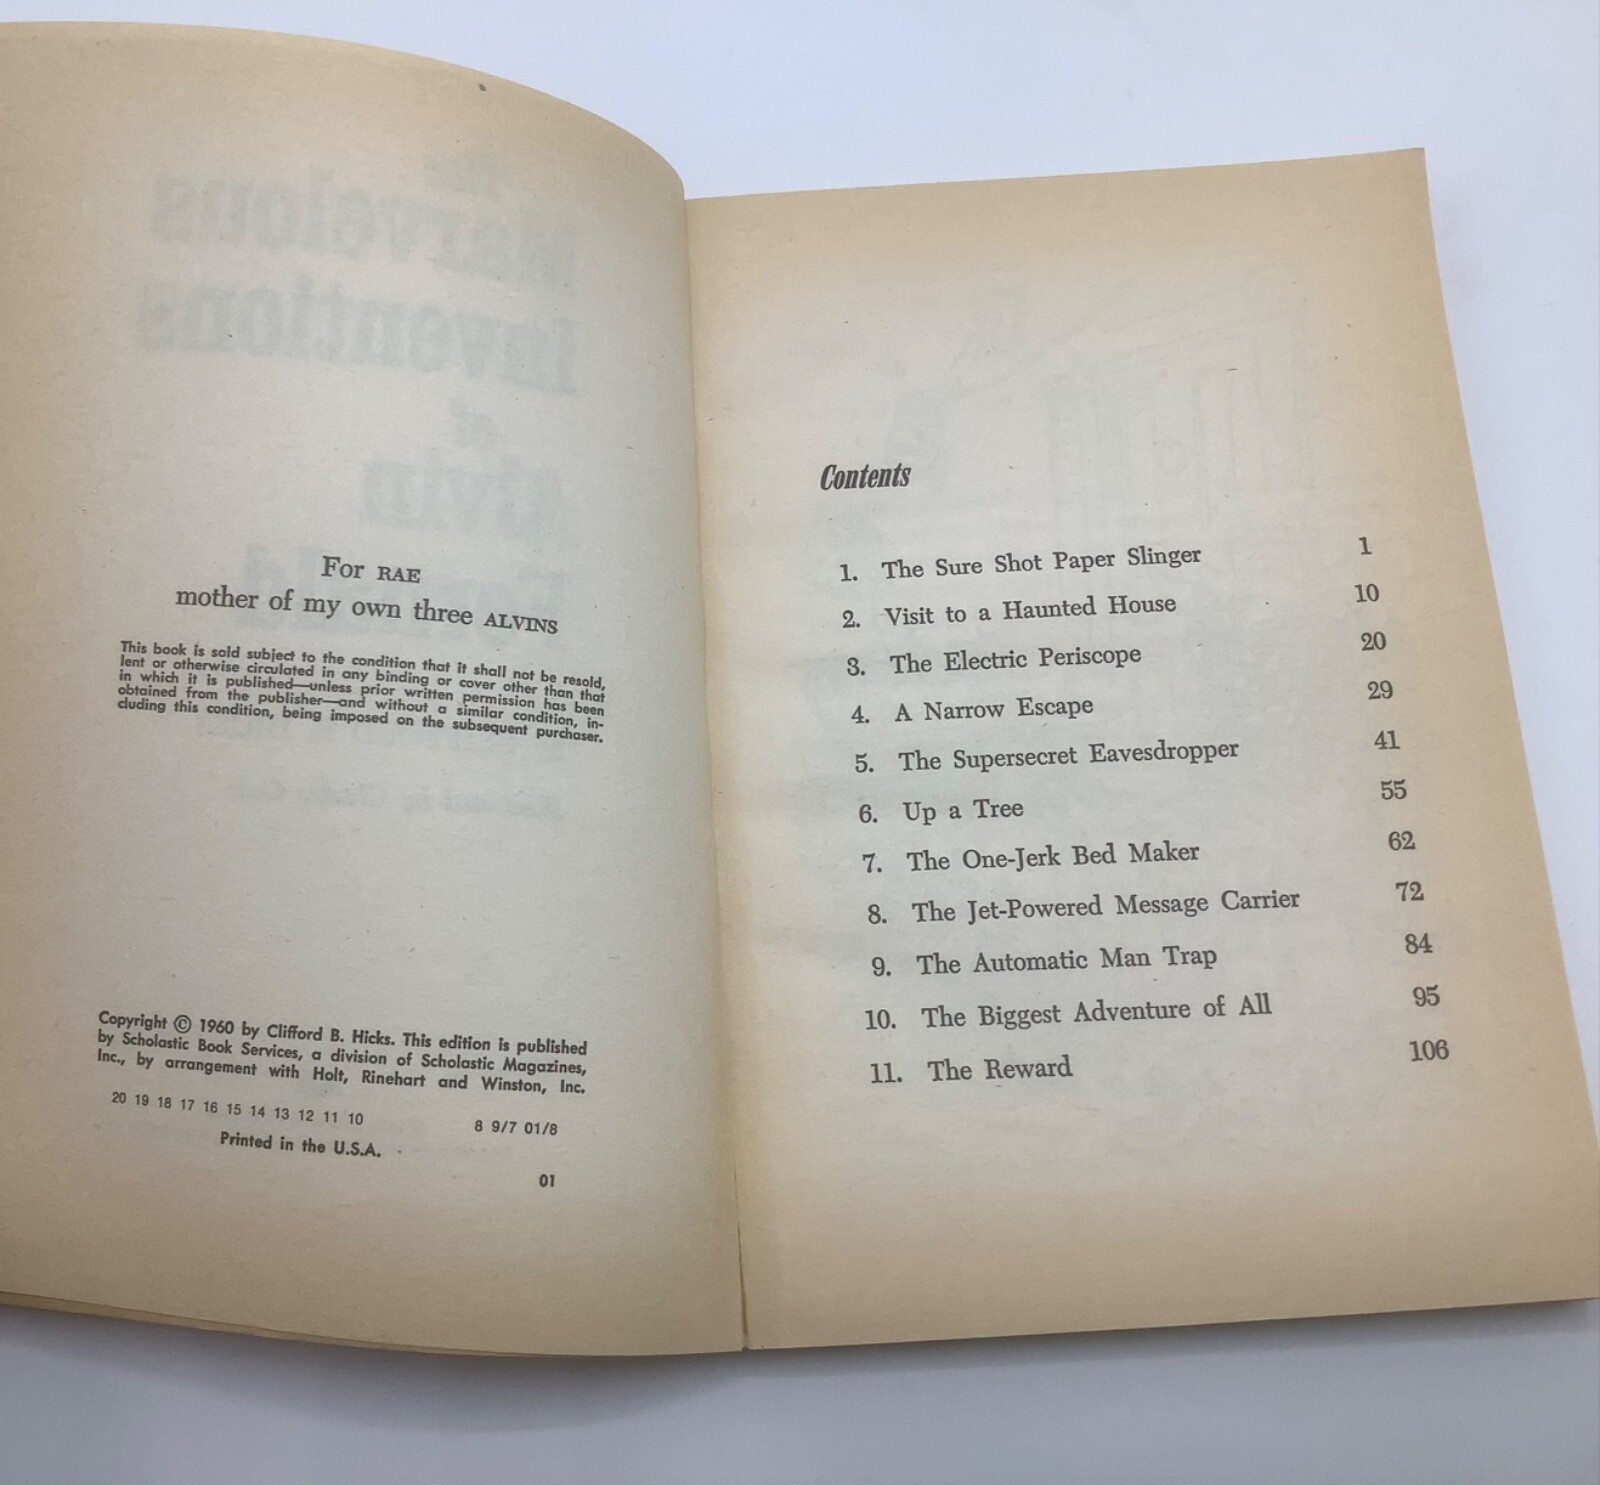 For RAE
mother of my own three ALVINS
This book is sold subject to the condition that it shall not be resold,
lent or otherwise circulated in any binding or cover other than that
in which it is published—unless prior written permission has been
obtained from the publisher—and without a similar condition, in-
cluding this condition, being imposed on the subsequent purchaser.
Copyright © 1960 by Clifford B. Hicks. This edition is published
by Scholastic Book Services, a division of Scholastic Magazines,
Inc., by arrangement with Holt, Rinehart and Winston, Inc.
20 19 18 17 16 15 14 13 12 11 10 8 9/7 01/8
Printed in the U.S.A.
01
Contents
1. The Sure Shot Paper Slinger 1
2. Visit to a Haunted House 10
3. The Electric Periscope 20
4. A Narrow Escape 29
5. The Supersecret Eavesdropper 41
6. Up a Tree 55
7. The One-Jerk Bed Maker 62
8. The Jet-Powered Message Carrier 72
9. The Automatic Man Trap 84
10. The Biggest Adventure of All 95
11. The Reward 106